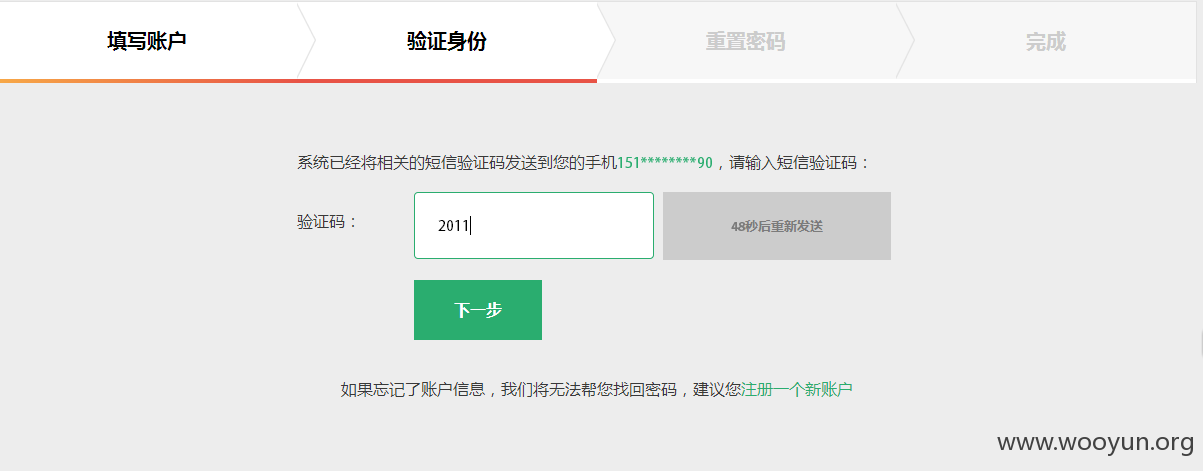 填写账户 验证身份 重置密码 完成
系统已经将相关的短信验证码发送到您的手机151********90，请输入短信验证码：
验证码： 2011 48秒后重新发送
下一步
如果忘记了账户信息，我们将无法帮您找回密码，建议您注册一个新账户
www.wooyun.org